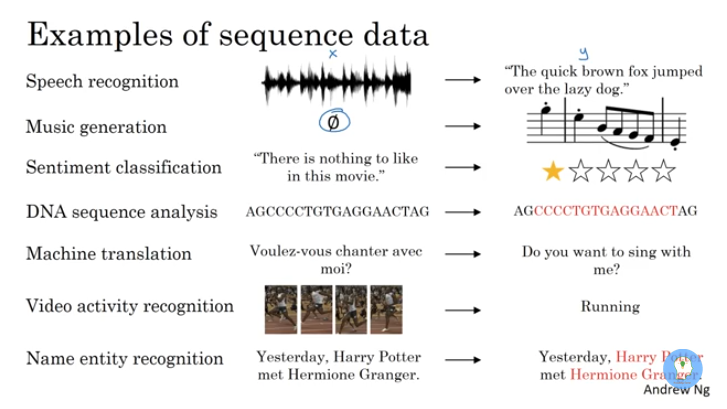 Examples of sequence data
x
y
Speech recognition
“The quick brown fox jumped
over the lazy dog.”
Music generation
∅
Sentiment classification
“There is nothing to like
in this movie.”
DNA sequence analysis
AGCCCCTGTGAGGAACTAG
AGCCCCTGTGAGGAACTAG
Machine translation
Voulez-vous chanter avec
moi?
Do you want to sing with
me?
Video activity recognition
Running
Name entity recognition
Yesterday, Harry Potter
met Hermione Granger.
Yesterday, Harry Potter
met Hermione Granger.
Andrew Ng